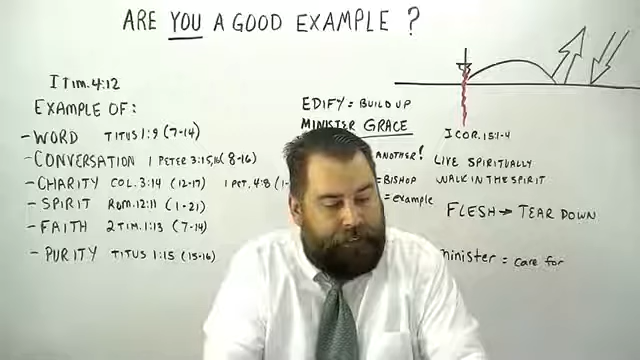 ARE YOU A GOOD EXAMPLE ?
I TIM. 4:12
EXAMPLE OF:
- WORD TITUS 1:9 (7-14)
- CONVERSATION 1 PETER 3:15,16 (8-16)
- CHARITY COL. 3:14 (12-17) 1 PET. 4:8 (1-
- SPIRIT ROM. 12:11 (1-21)
- FAITH 2 TIM. 1:13 (7-14)
- PURITY TITUS 1:15 (15-16)
EDIFY = BUILD UP
MINISTER GRACE
ANOTHER!
= BISHOP
= example
I COR. 15:1-4
LIVE SPIRITUALLY
WALK IN THE SPIRIT
FLESH → TEAR DOWN
minister = care for